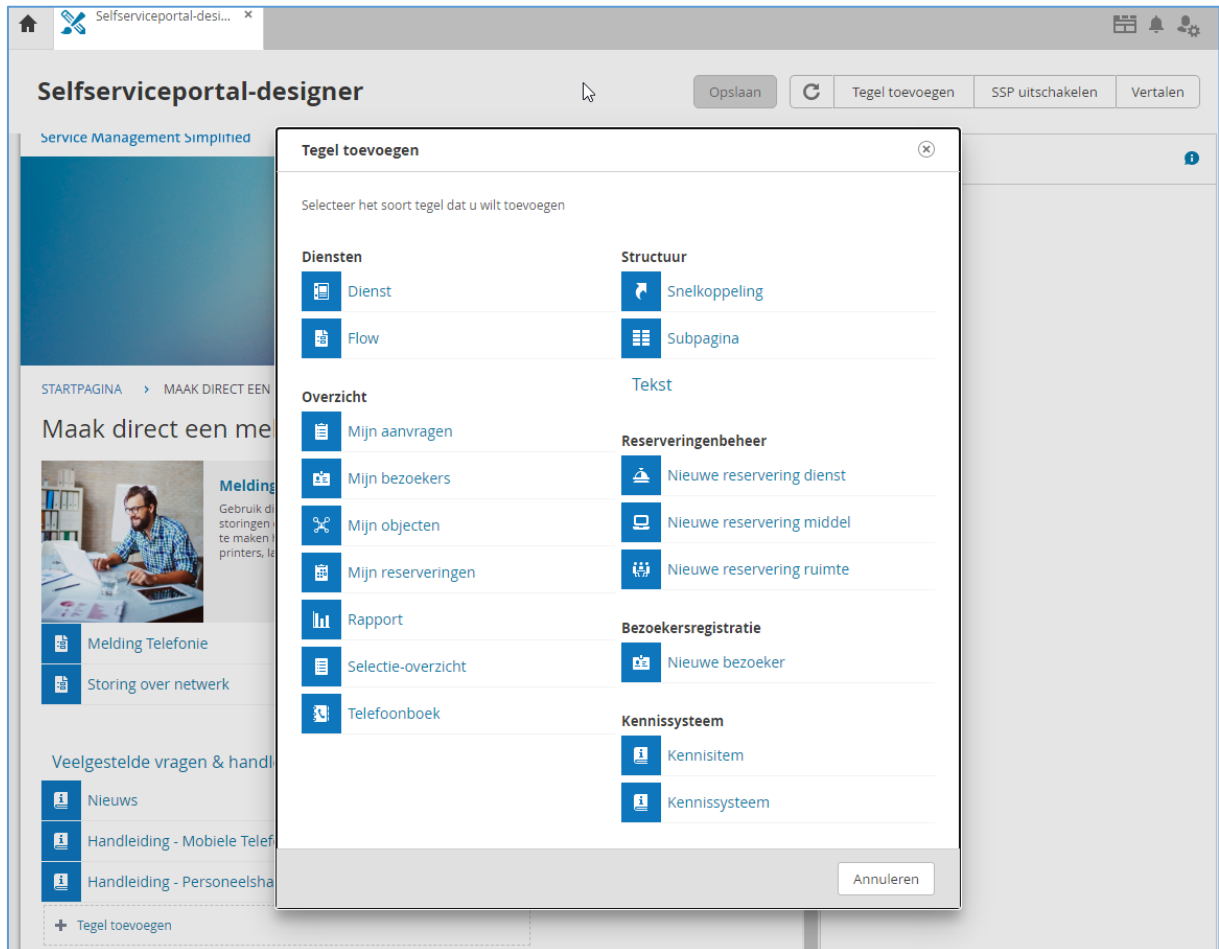 Selfserviceportal-desi...
Selfserviceportal-designer
Opslaan
Tegel toevoegen
SSP uitschakelen
Vertalen
Service Management Simplified
STARTPAGINA > MAAK DIRECT EEN
Maak direct een mel
Melding
Gebruik di
storingen
te maken
printers, la
Melding Telefonie
Storing over netwerk
Veelgestelde vragen & handl
Nieuws
Handleiding - Mobiele Telef
Handleiding - Personeelsha
+ Tegel toevoegen
Tegel toevoegen
Selecteer het soort tegel dat u wilt toevoegen
Diensten
Dienst
Flow
Overzicht
Mijn aanvragen
Mijn bezoekers
Mijn objecten
Mijn reserveringen
Rapport
Selectie-overzicht
Telefoonboek
Structuur
Snelkoppeling
Subpagina
Tekst
Reserveringenbeheer
Nieuwe reservering dienst
Nieuwe reservering middel
Nieuwe reservering ruimte
Bezoekersregistratie
Nieuwe bezoeker
Kennissysteem
Kennisitem
Kennissysteem
Annuleren